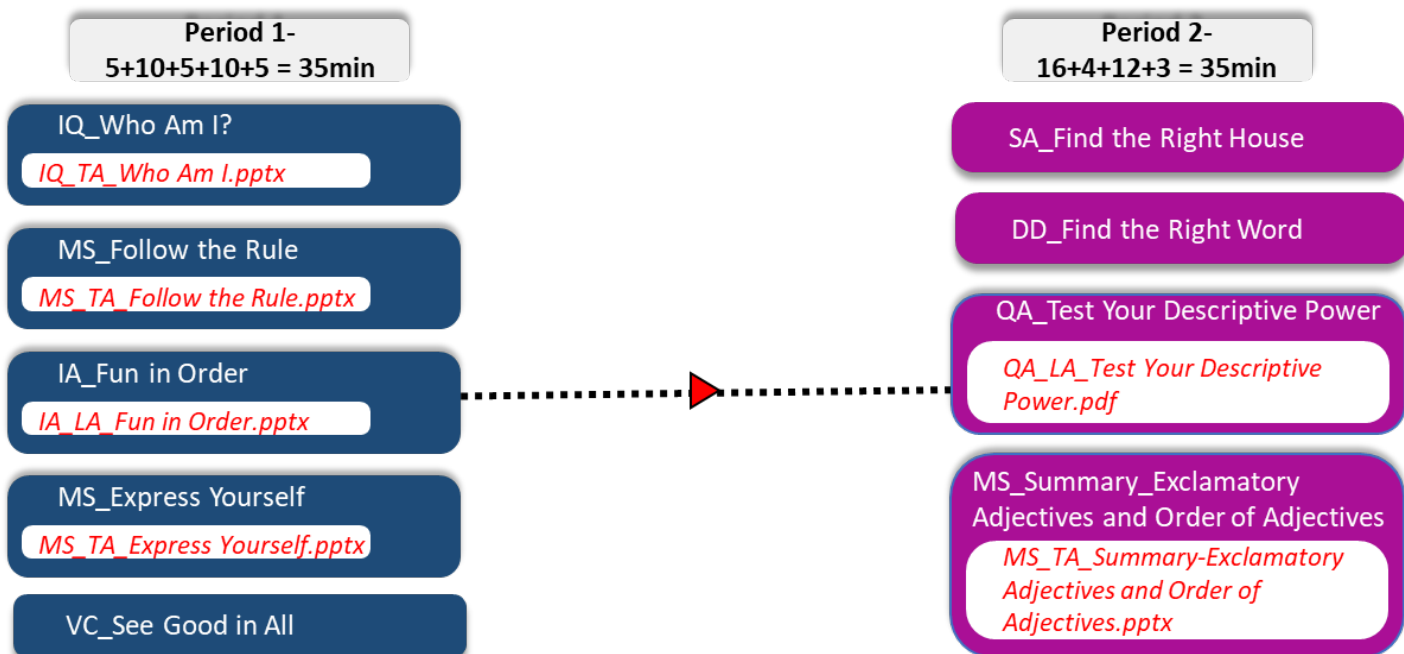 Period 1-
5+10+5+10+5 = 35min
IQ_Who Am I?
IQ_TA_Who Am I.pptx
MS_Follow the Rule
MS_TA_Follow the Rule.pptx
IA_Fun in Order
IA_LA_Fun in Order.pptx
MS_Express Yourself
MS_TA_Express Yourself.pptx
VC_See Good in All
Period 2-
16+4+12+3 = 35min
SA_Find the Right House
DD_Find the Right Word
QA_Test Your Descriptive Power
QA_LA_Test Your Descriptive
Power.pdf
MS_Summary_Exclamatory
Adjectives and Order of Adjectives
MS_TA_Summary-Exclamatory
Adjectives and Order of
Adjectives.pptx